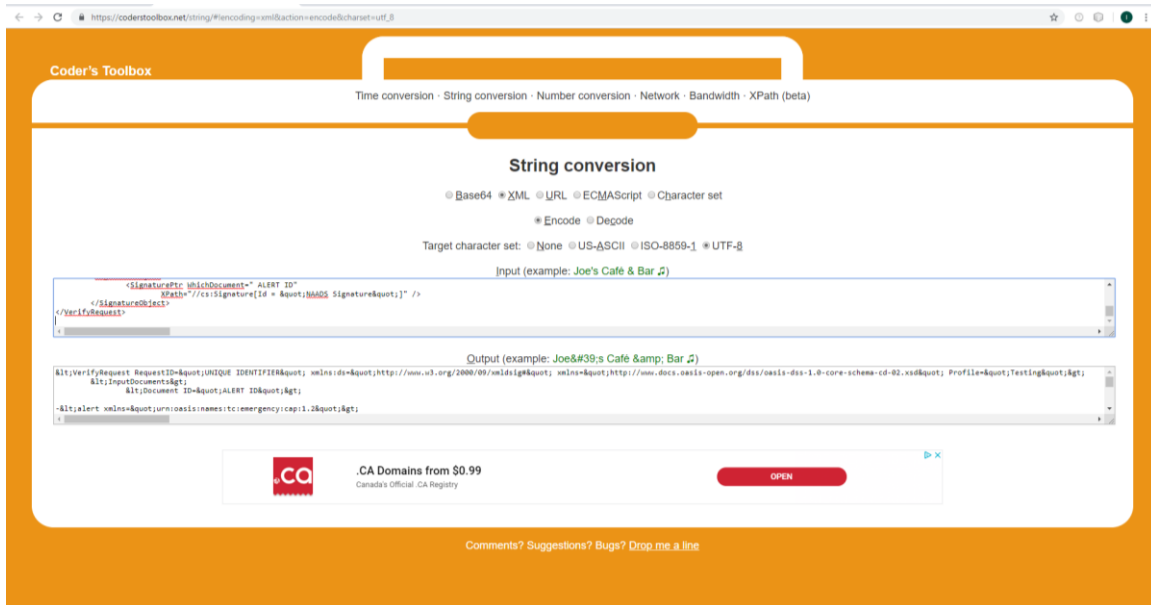 https://coderstoolbox.net/string/#!encoding=xml&action=encode&charset=utf_8
Coder's Toolbox
Time conversion · String conversion · Number conversion · Network · Bandwidth · XPath (beta)
String conversion
Base64 XML URL ECMAScript Character set
Encode Decode
Target character set: None US-ASCII ISO-8859-1 UTF-8
Input (example: Joe's Café & Bar ♫)
<SignaturePtr WhichDocument=" ALERT ID"
XPath="//cs:Signature[Id = &quot;NAADS Signature&quot;]" />
</SignatureObject>
</VerifyRequest>
Output (example: Joe&#39;s Café &amp; Bar ♫)
&lt;VerifyRequest RequestID=&quot;UNIQUE IDENTIFIER&quot; xmlns:ds=&quot;http://www.w3.org/2000/09/xmldsig#&quot; xmlns=&quot;http://www.docs.oasis-open.org/dss/oasis-dss-1.0-core-schema-cd-02.xsd&quot; Profile=&quot;Testing&quot;&gt;
&lt;InputDocuments&gt;
&lt;Document ID=&quot;ALERT ID&quot;&gt;
-&lt;alert xmlns=&quot;urn:oasis:names:tc:emergency:cap:1.2&quot;&gt;
.ca
.CA Domains from $0.99
Canada's Official .CA Registry
OPEN
Comments? Suggestions? Bugs? Drop me a line